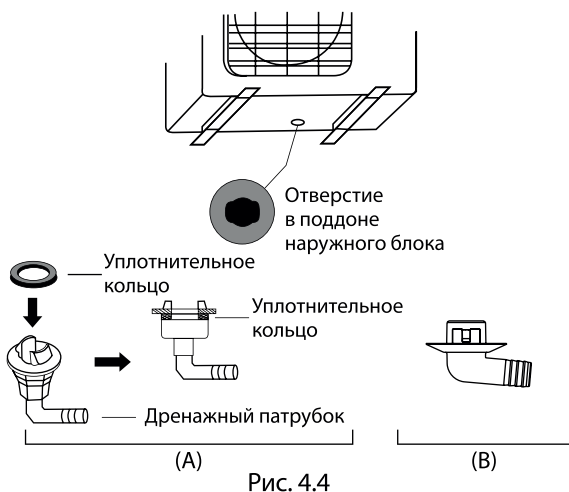 Отверстие
в поддоне
наружного блока
Уплотнительное
кольцо
Уплотнительное
кольцо
Дренажный патрубок
(A)
(B)
Рис. 4.4